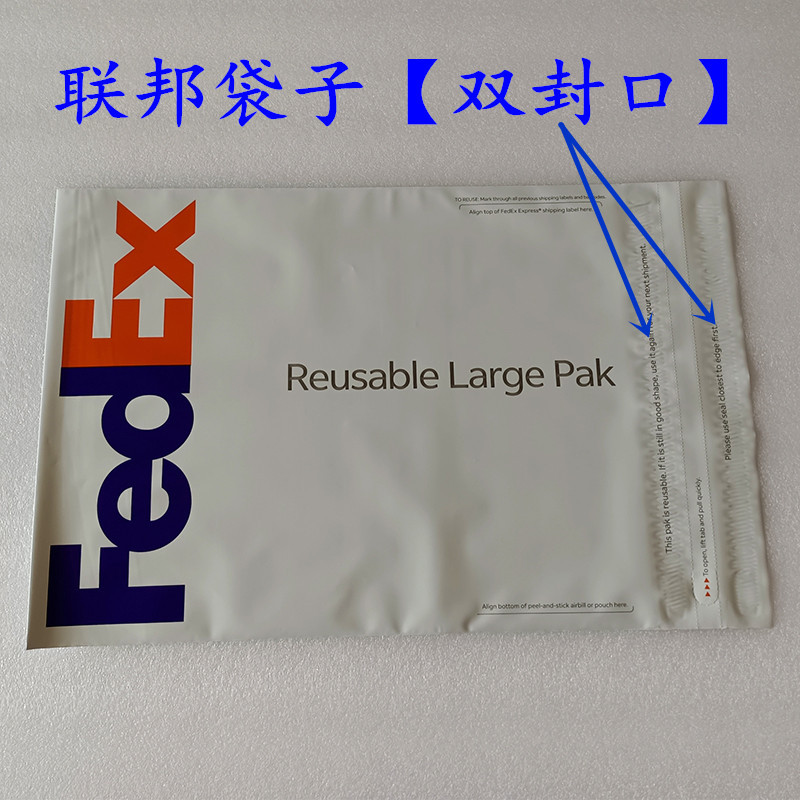 联邦袋子【双封口】
TO REUSE: Mark through all previous shipping labels and barcodes.
Align top of FedEx Express® shipping label here.
FedEx
Reusable Large Pak
This pak is reusable. If it is still in good shape, use it again for your next shipment.
▶▶▶ To open, lift tab and pull quickly.
Please use seal closest to edge first.
Align bottom of peel-and-stick airbill or pouch here.